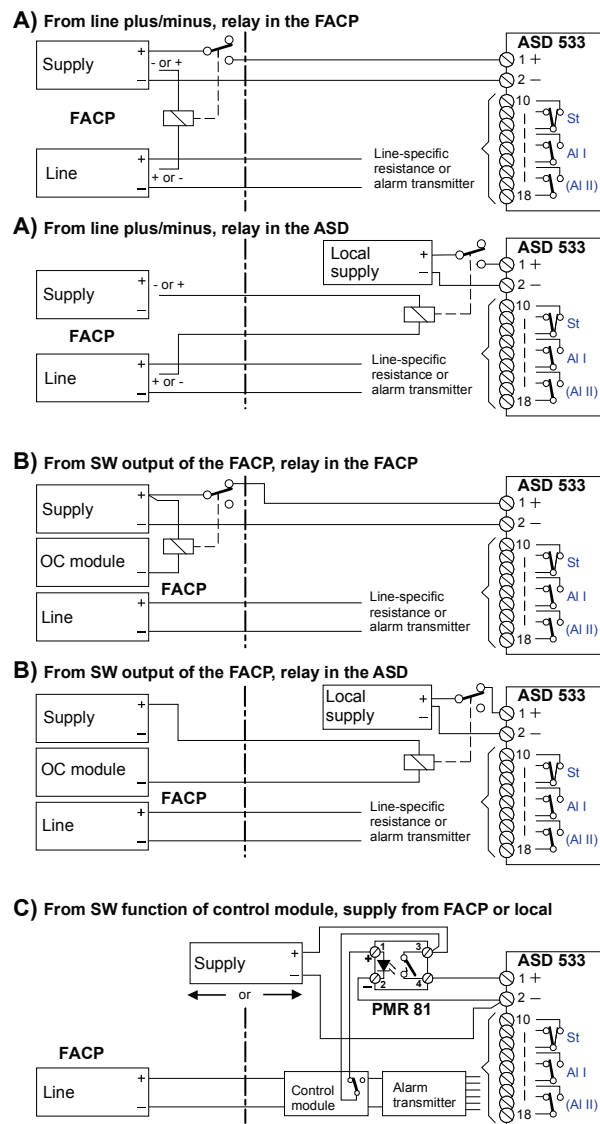 A) From line plus/minus, relay in the FACP
ASD 533
Supply
+
–
- or +
1 +
2 –
FACP
10
St
Al I
(Al II)
18
Line
+
–
+ or -
Line-specific
resistance or
alarm transmitter
A) From line plus/minus, relay in the ASD
ASD 533
Local
supply
+
–
1 +
2 –
Supply
+
–
- or +
FACP
10
St
Al I
(Al II)
18
Line
+
–
+ or -
Line-specific
resistance or
alarm transmitter
B) From SW output of the FACP, relay in the FACP
ASD 533
Supply
+
–
1 +
2 –
OC module
–
FACP
10
St
Al I
(Al II)
18
Line
+
–
Line-specific
resistance or
alarm transmitter
B) From SW output of the FACP, relay in the ASD
ASD 533
Local
supply
+
–
1 +
2 –
Supply
+
OC module
–
FACP
10
St
Al I
(Al II)
18
Line
+
–
Line-specific
resistance or
alarm transmitter
C) From SW function of control module, supply from FACP or local
ASD 533
Supply
+
–
or
1
3
+
–
2
4
PMR 81
1 +
2 –
10
St
Al I
(Al II)
18
FACP
Line
+
–
Control
module
Alarm
transmitter